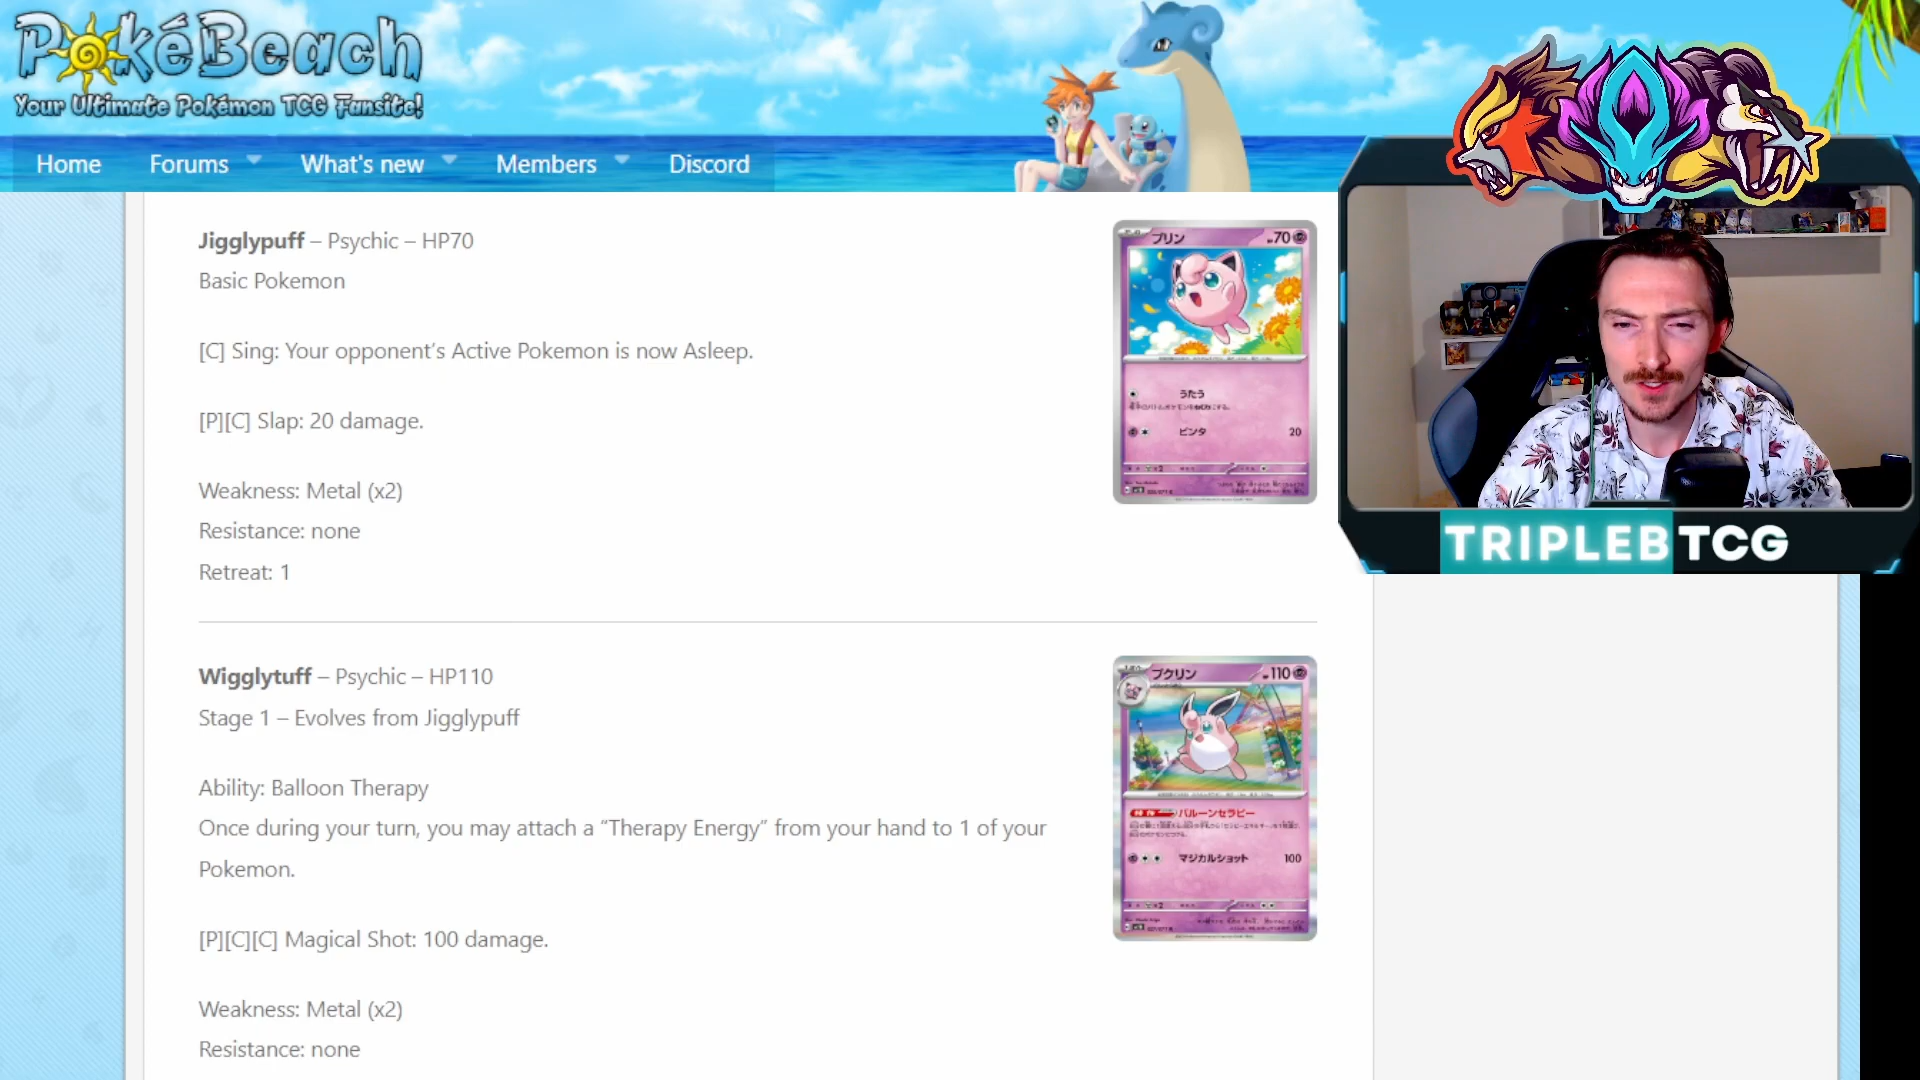 PokéBeach
Your Ultimate Pokémon TCG Fansite!
Home
Forums
What's new
Members
Discord
Jigglypuff – Psychic – HP70
Basic Pokemon
[C] Sing: Your opponent's Active Pokemon is now Asleep.
[P][C] Slap: 20 damage.
Weakness: Metal (x2)
Resistance: none
Retreat: 1
プリン
70
うたう
ビンタ 20
TRIPLEB TCG
Wigglytuff – Psychic – HP110
Stage 1 – Evolves from Jigglypuff
Ability: Balloon Therapy
Once during your turn, you may attach a “Therapy Energy” from your hand to 1 of your
Pokemon.
[P][C][C] Magical Shot: 100 damage.
Weakness: Metal (x2)
Resistance: none
プクリン
110
バルーンセラピー
マジカルショット 100